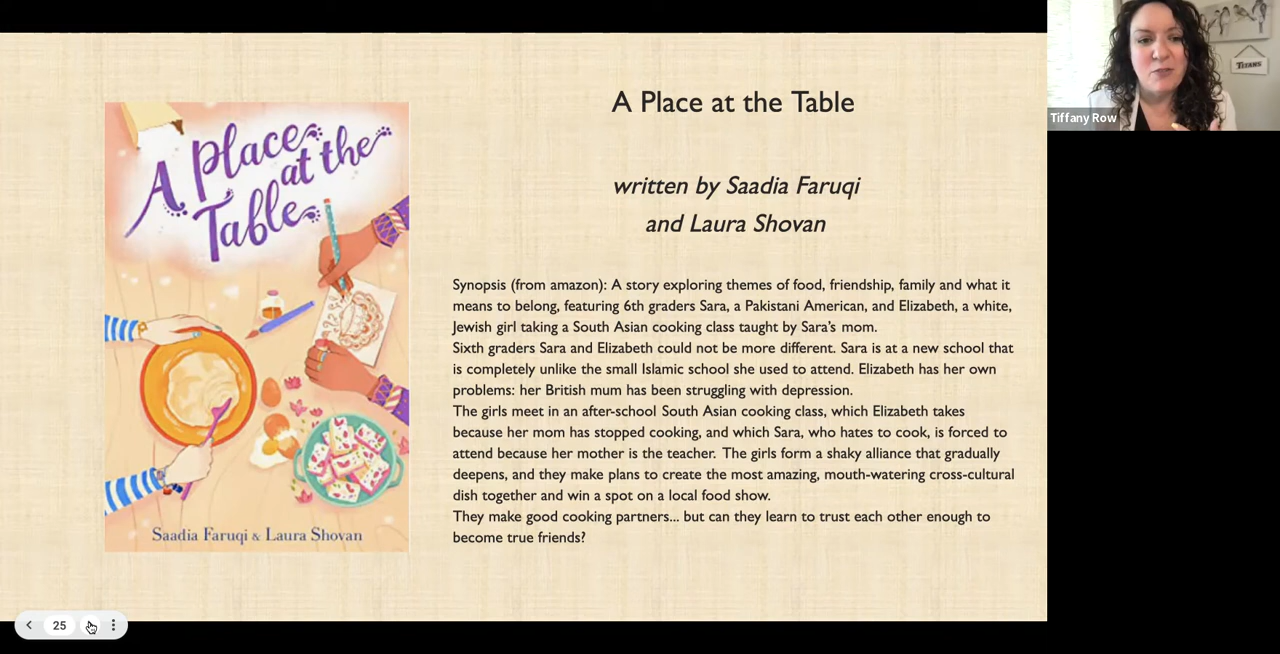 A Place at the Table
written by Saadia Faruqi
and Laura Shovan
Synopsis (from amazon): A story exploring themes of food, friendship, family and what it
means to belong, featuring 6th graders Sara, a Pakistani American, and Elizabeth, a white,
Jewish girl taking a South Asian cooking class taught by Sara's mom.
Sixth graders Sara and Elizabeth could not be more different. Sara is at a new school that
is completely unlike the small Islamic school she used to attend. Elizabeth has her own
problems: her British mum has been struggling with depression.
The girls meet in an after-school South Asian cooking class, which Elizabeth takes
because her mom has stopped cooking, and which Sara, who hates to cook, is forced to
attend because her mother is the teacher. The girls form a shaky alliance that gradually
deepens, and they make plans to create the most amazing, mouth-watering cross-cultural
dish together and win a spot on a local food show.
They make good cooking partners... but can they learn to trust each other enough to
become true friends?
A Place
at the
Table
Saadia Faruqi & Laura Shovan
25
TITANS
Tiffany Row